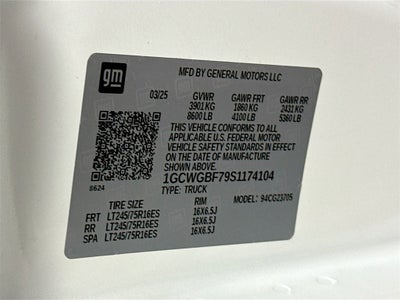 gm
MFD BY GENERAL MOTORS LLC
03/25 GVWR GAWR FRT GAWR RR
3901 KG 1860 KG 2431 KG
8600 LB 4100 LB 5360 LB
THIS VEHICLE CONFORMS TO ALL
APPLICABLE U.S. FEDERAL MOTOR
VEHICLE SAFETY STANDARDS IN EFFECT
ON THE DATE OF MANUFACTURE
SHOWN ABOVE.
1GCWGBF79S1174104
8624 TYPE: TRUCK MODEL: 94CG23705
TIRE SIZE RIM
FRT LT245/75R16ES 16X6.5J
RR LT245/75R16ES 16X6.5J
SPA LT245/75R16ES 16X6.5J